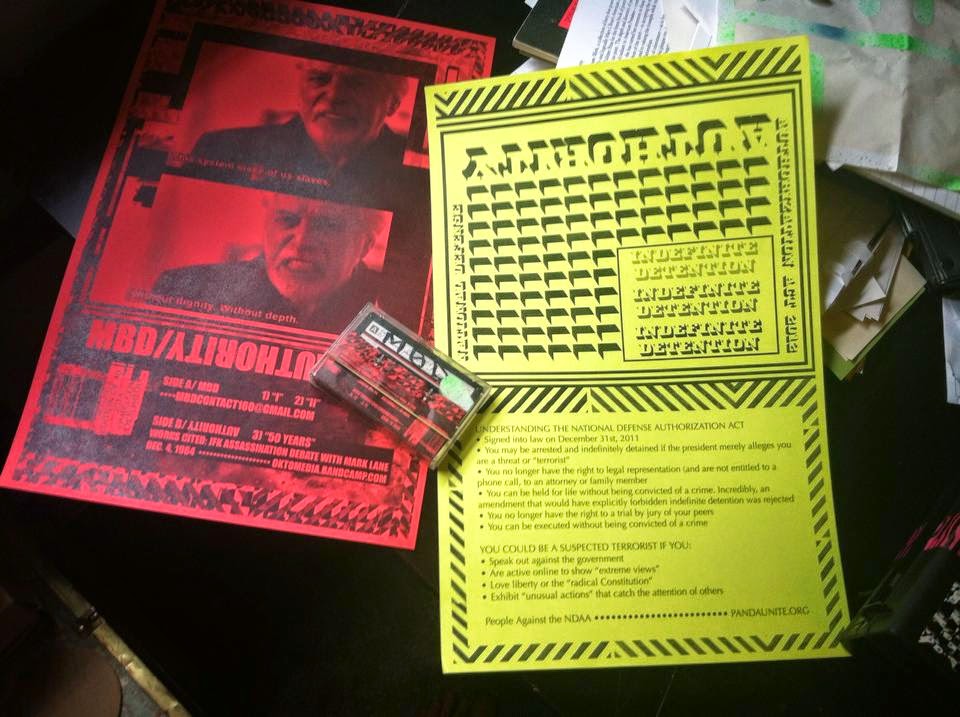 The ancient made of us slaves.
Without dignity. Without depth.
MBD/AUTHORITY
SIDE A/ MBD
1) "I" 2) "II"
MBDCONTACT160@GMAIL.COM
SIDE B/ AUTHORITY
3) "50 YEARS"
WORKS CITED: JFK ASSASSINATION DEBATE WITH MARK LANE
DEC. 4, 1964
OKTOMEDIA.BANDCAMP.COM
AUTHORITY
NATIONAL DEFENSE
AUTHORIZATION ACT 2012
INDEFINITE
DETENTION
INDEFINITE
DETENTION
INDEFINITE
DETENTION
UNDERSTANDING THE NATIONAL DEFENSE AUTHORIZATION ACT
• Signed into law on December 31st, 2011
• You may be arrested and indefinitely detained if the president merely alleges you
are a threat or "terrorist"
• You no longer have the right to legal representation (and are not entitled to a
phone call, to an attorney or family member
• You can be held for life without being convicted of a crime. Incredibly, an
amendment that would have explicitly forbidden indefinite detention was rejected
• You no longer have the right to a trial by jury of your peers
• You can be executed without being convicted of a crime
YOU COULD BE A SUSPECTED TERRORIST IF YOU:
• Speak out against the government
• Are active online to show "extreme views"
• Love liberty or the "radical Constitution"
• Exhibit "unusual actions" that catch the attention of others
People Against the NDAA PANDAUNITE.ORG